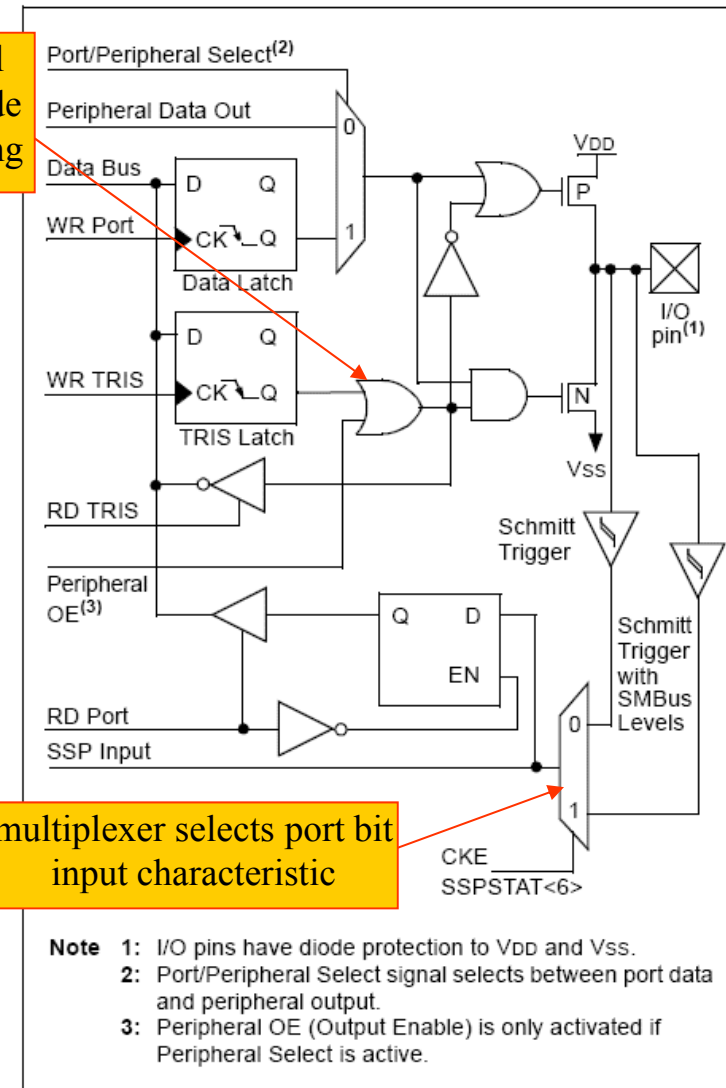 Port/Peripheral Select(2)
Peripheral Data Out
0
VDD
P
Data Bus
D Q
WR Port
CK Q
1
Data Latch
I/O
pin(1)
D Q
WR TRIS
CK Q
N
TRIS Latch
VSS
RD TRIS
Schmitt
Trigger
Peripheral
OE(3)
Q D
EN
Schmitt
Trigger
with
SMBus
Levels
RD Port
0
SSP Input
1
multiplexer selects port bit
input characteristic
CKE
SSPSTAT<6>
Note 1: I/O pins have diode protection to VDD and VSS.
2: Port/Peripheral Select signal selects between port data
and peripheral output.
3: Peripheral OE (Output Enable) is only activated if
Peripheral Select is active.